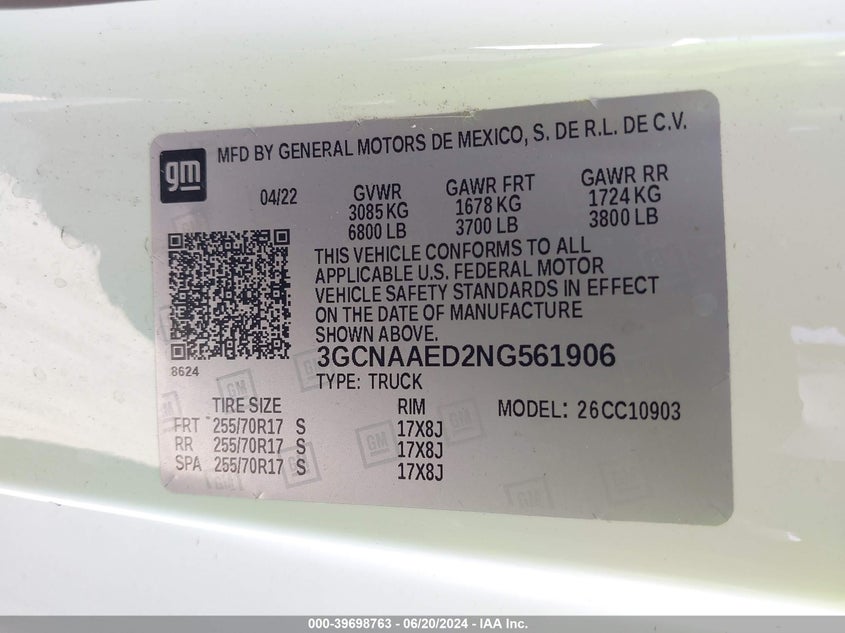 gm
MFD BY GENERAL MOTORS DE MEXICO, S. DE R.L. DE C.V.
04/22 GVWR GAWR FRT GAWR RR
3085 KG 1678 KG 1724 KG
6800 LB 3700 LB 3800 LB
THIS VEHICLE CONFORMS TO ALL
APPLICABLE U.S. FEDERAL MOTOR
VEHICLE SAFETY STANDARDS IN EFFECT
ON THE DATE OF MANUFACTURE
SHOWN ABOVE.
8624
3GCNAAED2NG561906
TYPE: TRUCK
TIRE SIZE RIM MODEL: 26CC10903
FRT 255/70R17 S 17X8J
RR 255/70R17 S 17X8J
SPA 255/70R17 S 17X8J
GM
GM
GM
GM
000-39698763 - 06/20/2024 - IAA Inc.